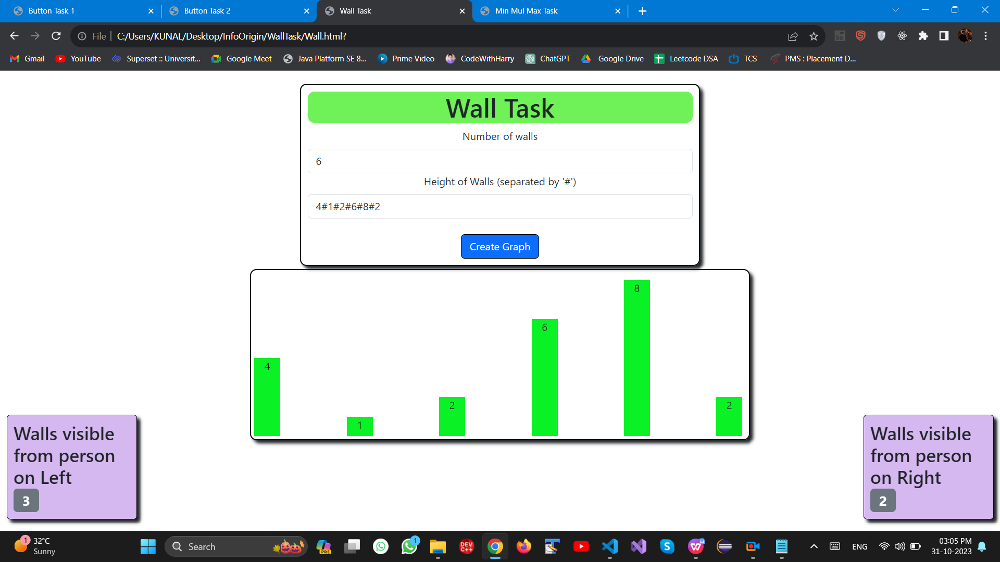 Button Task 1
Button Task 2
Wall Task
Min Mul Max Task
File
C:/Users/KUNAL/Desktop/InfoOrigin/WallTask/Wall.html?
Gmail
YouTube
Superset :: Universit...
Google Meet
Java Platform SE 8...
Prime Video
CodeWithHarry
ChatGPT
Google Drive
Leetcode DSA
TCS
PMS : Placement D...
Wall Task
Number of walls
6
Height of Walls (separated by '#')
4#1#2#6#8#2
Create Graph
4
1
2
6
8
2
Walls visible
from person
on Left
3
Walls visible
from person
on Right
2
1
32°C
Sunny
Search
PRE
1
DEV
C++
ENG
03:05 PM
31-10-2023